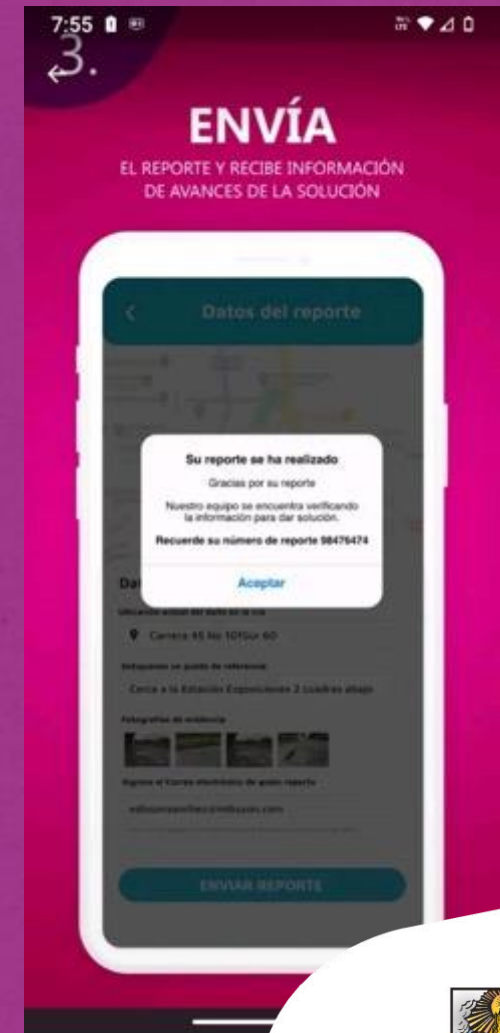 7:55
3.
ENVÍA
EL REPORTE Y RECIBE INFORMACIÓN
DE AVANCES DE LA SOLUCIÓN
Datos del reporte
Su reporte se ha realizado
Gracias por su reporte
Nuestro equipo se encuentra verificando
la información para dar solución.
Recuerde su número de reporte 98476474
Aceptar
Carrera 45 No
Cerca a la Estación Exposiciones 2 cuadras abajo
Fotografías de evidencia
ENVIAR REPORTE